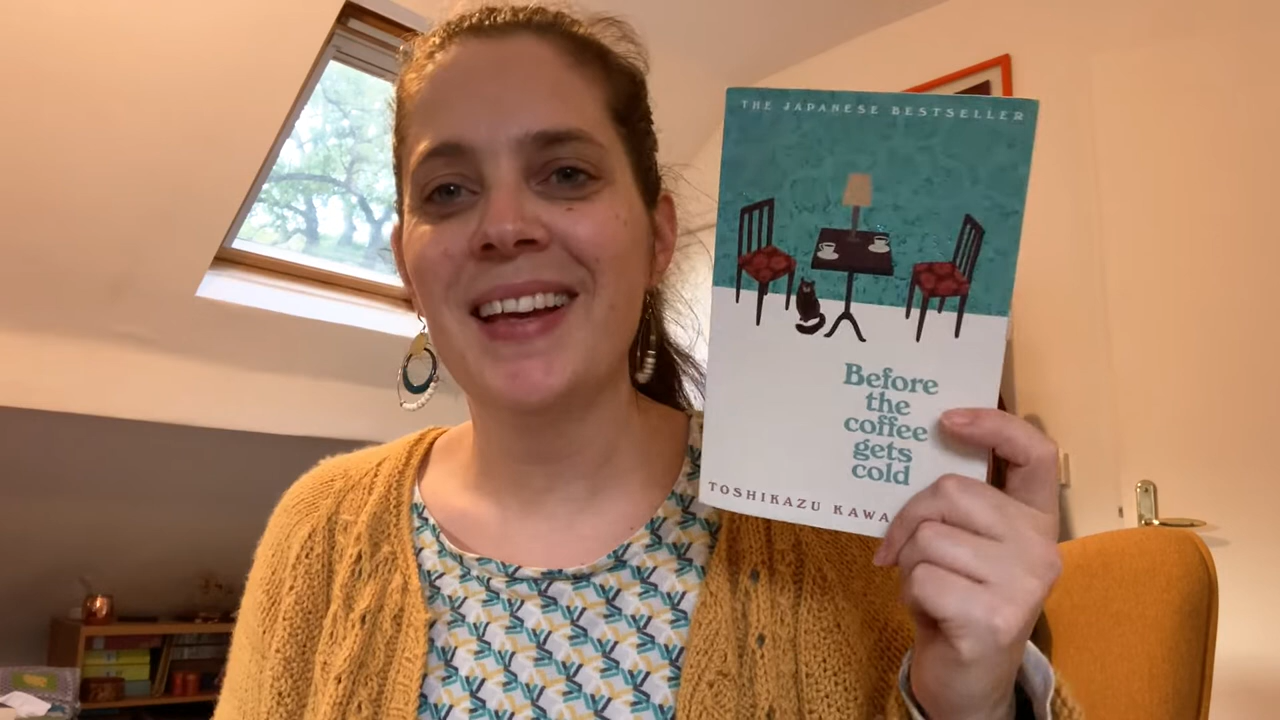 THE JAPANESE BESTSELLER
Before
the
coffee
gets
cold
TOSHIKAZU KAWA